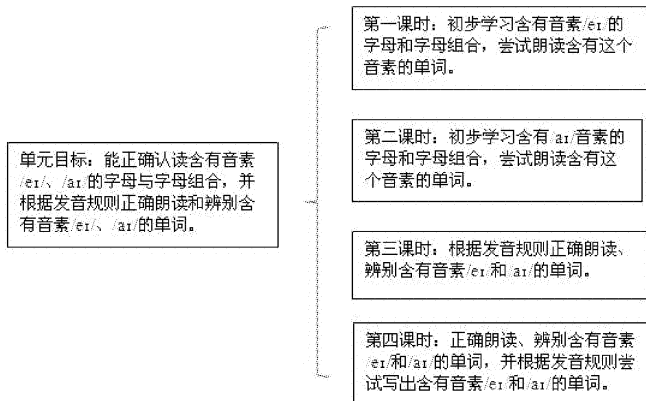 单元目标：能正确认读含有音素
/eɪ/、/aɪ/的字母与字母组合，并
根据发音规则正确朗读和辨别含
有音素/eɪ/、/aɪ/的单词。
第一课时：初步学习含有音素/eɪ/的
字母和字母组合，尝试朗读含有这个
音素的单词。
第二课时：初步学习含有/aɪ/音素的
字母和字母组合，尝试朗读含有这
个音素的单词。
第三课时：根据发音规则正确朗读、
辨别含有音素/eɪ/和/aɪ/的单词。
第四课时：正确朗读、辨别含有音素
/eɪ/和/aɪ/的单词，并根据发音规则尝
试写出含有音素/eɪ/和/aɪ/的单词。